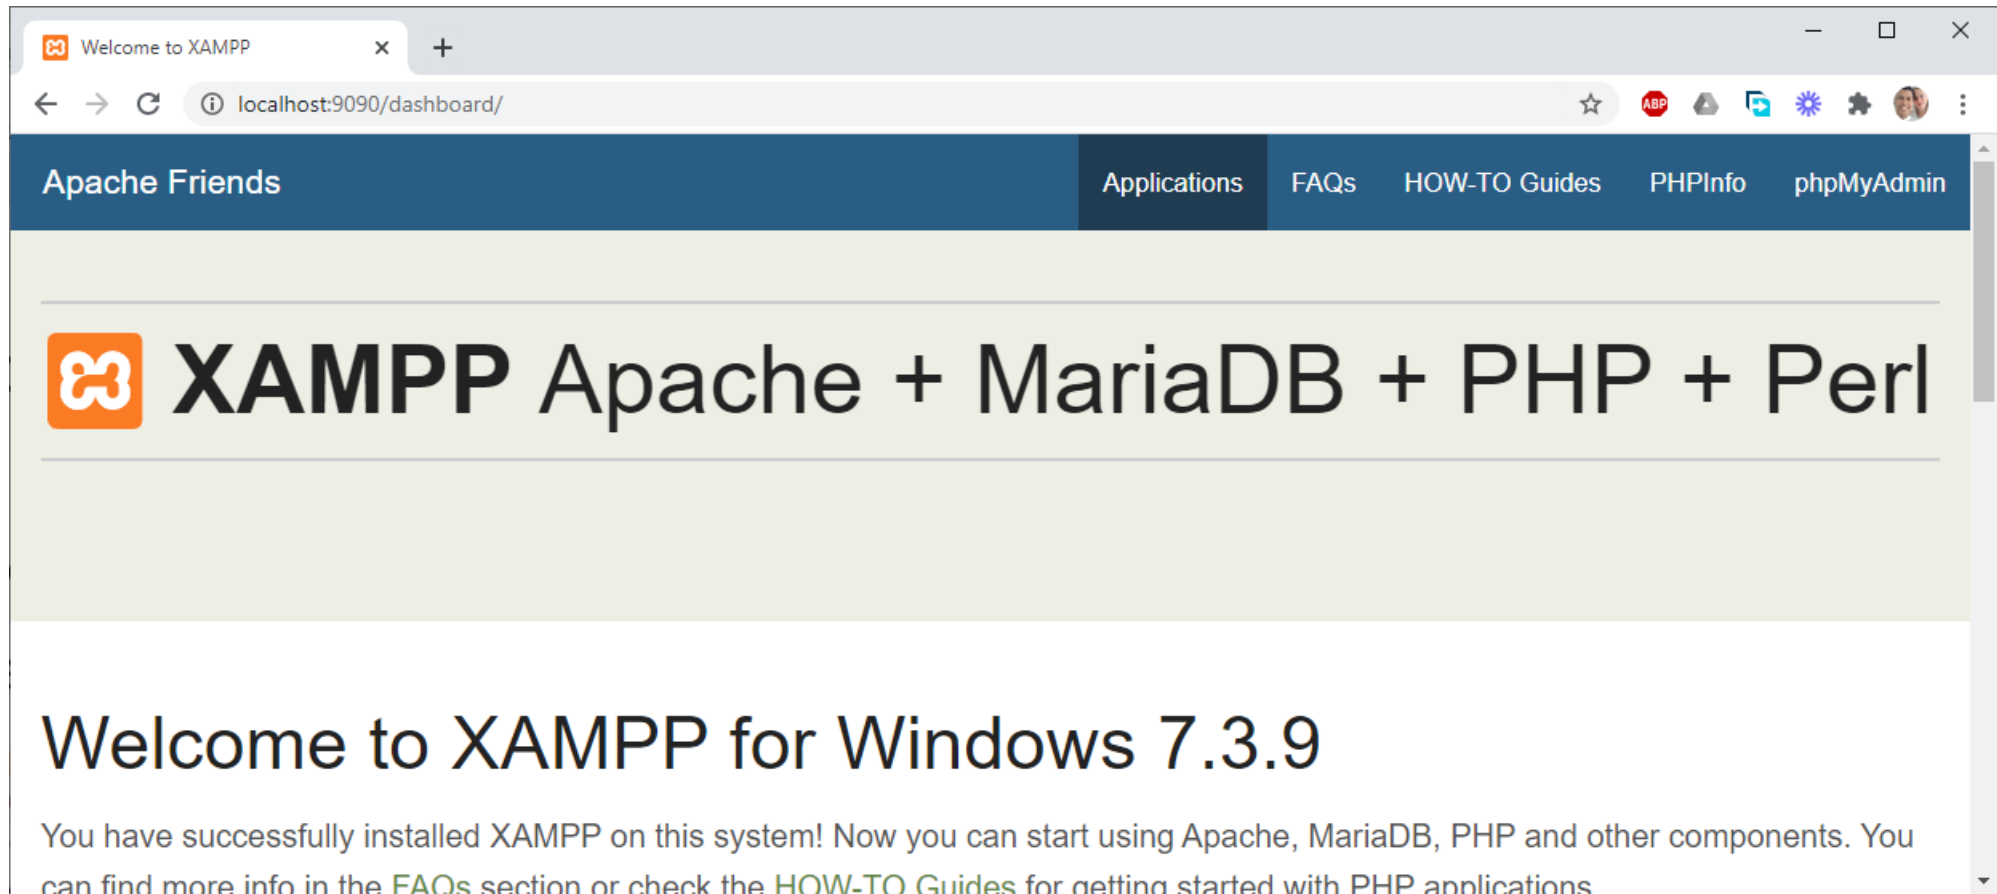 Welcome to XAMPP
localhost:9090/dashboard/
ABP
Apache Friends
Applications
FAQs
HOW-TO Guides
PHPInfo
phpMyAdmin
XAMPP Apache + MariaDB + PHP + Perl
Welcome to XAMPP for Windows 7.3.9
You have successfully installed XAMPP on this system! Now you can start using Apache, MariaDB, PHP and other components. You
can find more info in the FAQs section or check the HOW-TO Guides for getting started with PHP applications.